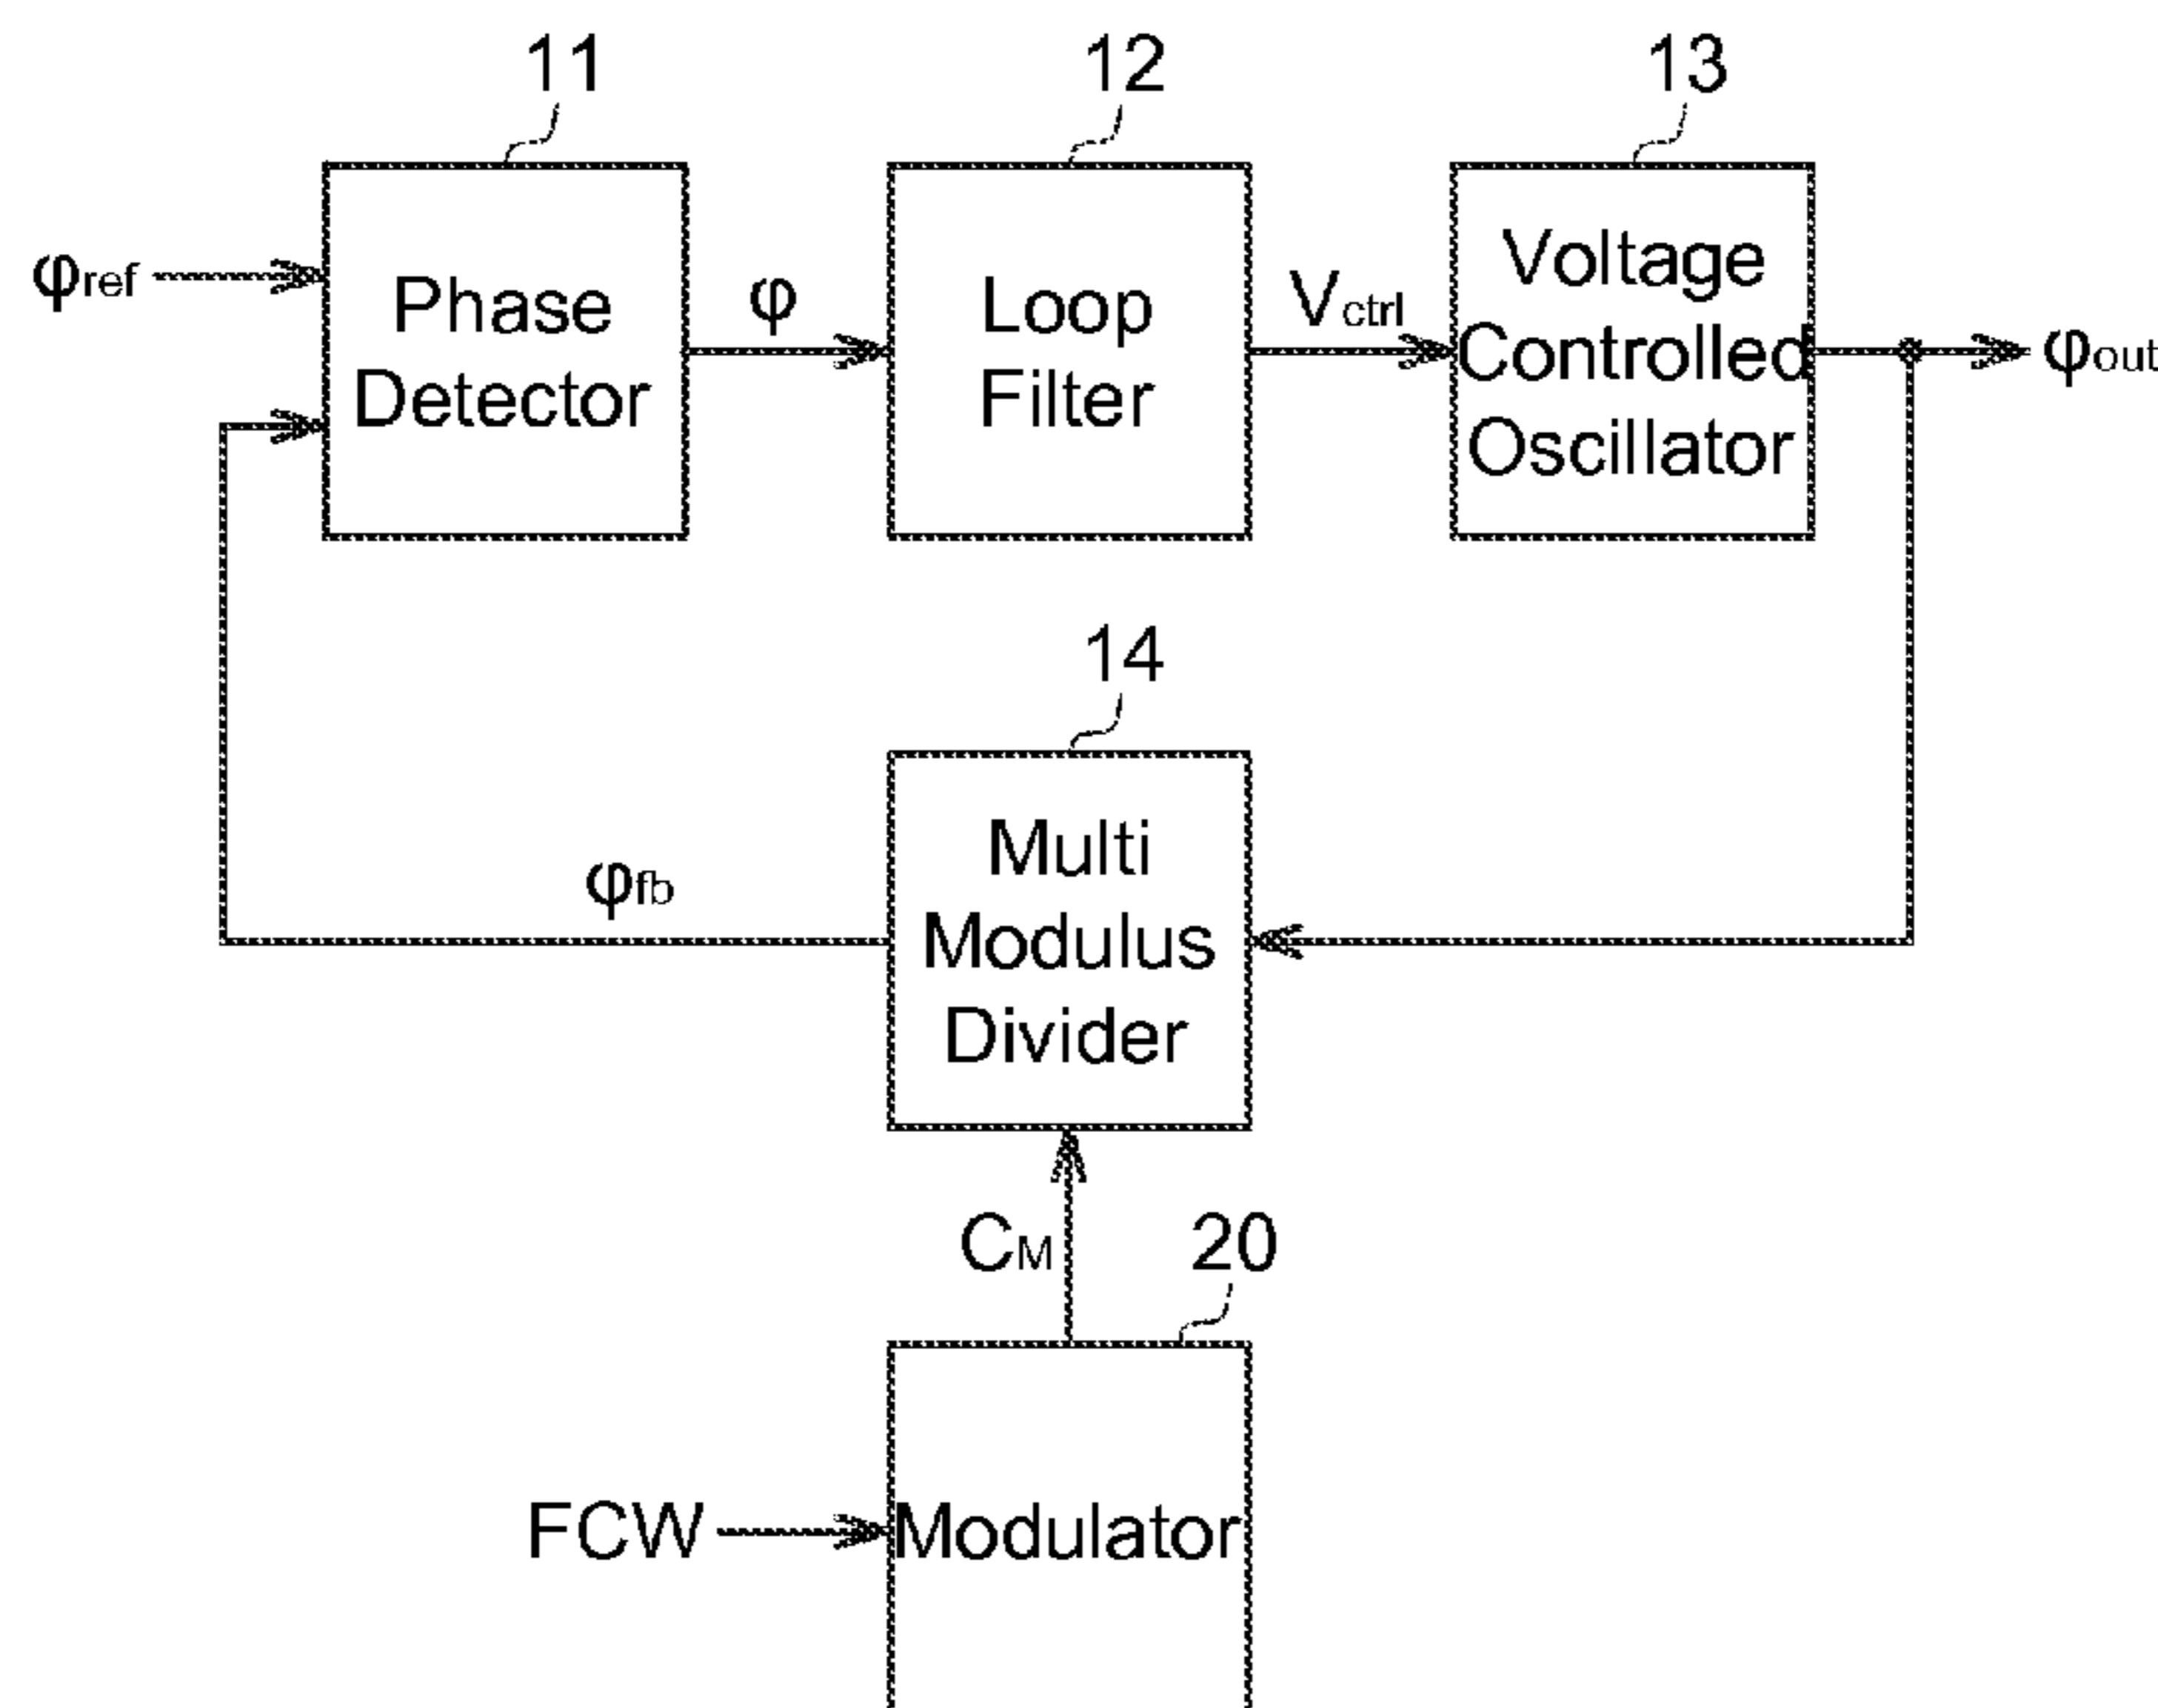 11
12
13
φref
Phase
Detector
φ
Loop
Filter
Vctrl
Voltage
Controlled
Oscillator
φout
14
φfb
Multi
Modulus
Divider
CM
20
FCW
Modulator